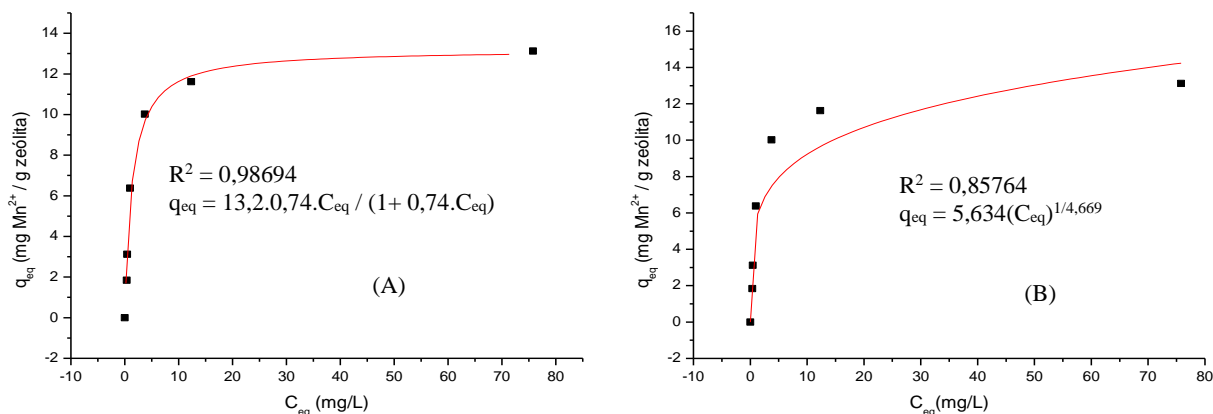 14
12
10
8
6
4
2
0
-2
q_eq (mg Mn²⁺ / g zeólita)
R² = 0,98694
q_eq = 13,2.0,74.C_eq / (1+ 0,74.C_eq)
(A)
-10 0 10 20 30 40 50 60 70 80
C_eq (mg/L)
16
14
12
10
8
6
4
2
0
-2
q_eq (mg Mn²⁺ / g zeólita)
R² = 0,85764
q_eq = 5,634(C_eq)^1/4,669
(B)
-10 0 10 20 30 40 50 60 70 80
C_eq (mg/L)